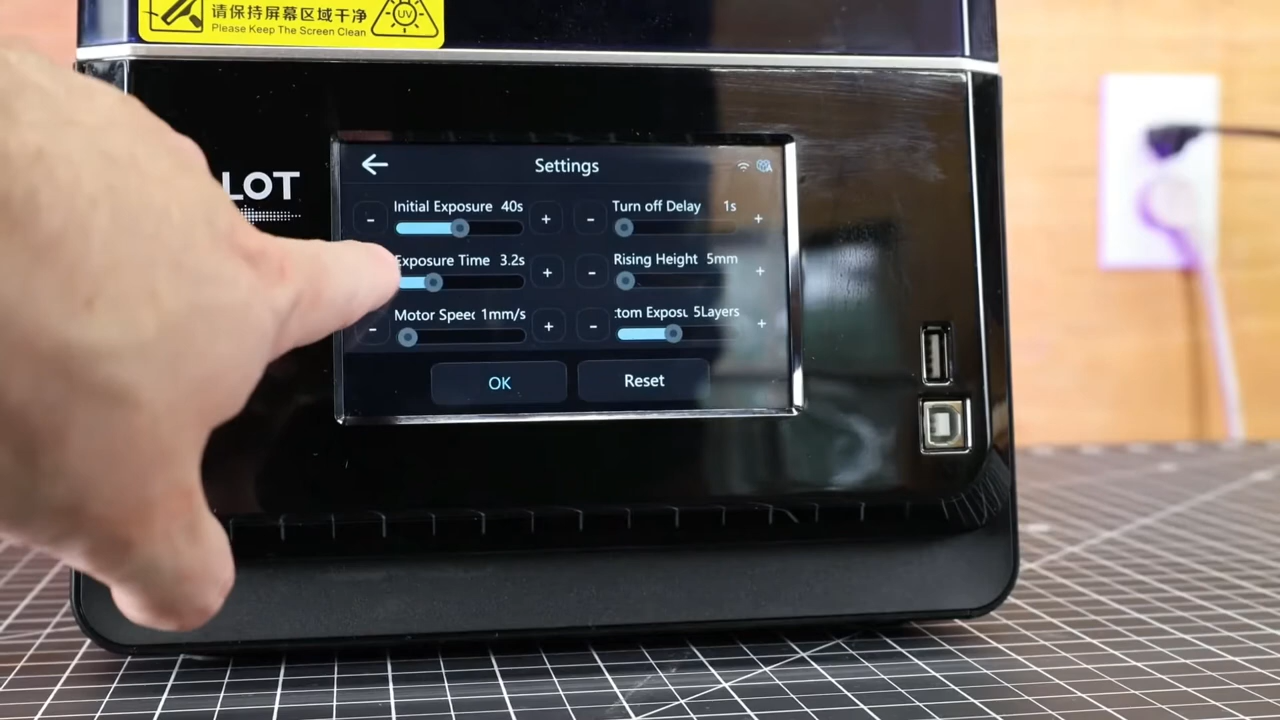 请保持屏幕区域干净
Please Keep The Screen Clean
UV
LOT
Settings
Initial Exposure 40s
Turn off Delay 1s
Exposure Time 3.2s
Rising Height 5mm
Motor Speec 1mm/s
:tom Exposu 5Layers
OK
Reset